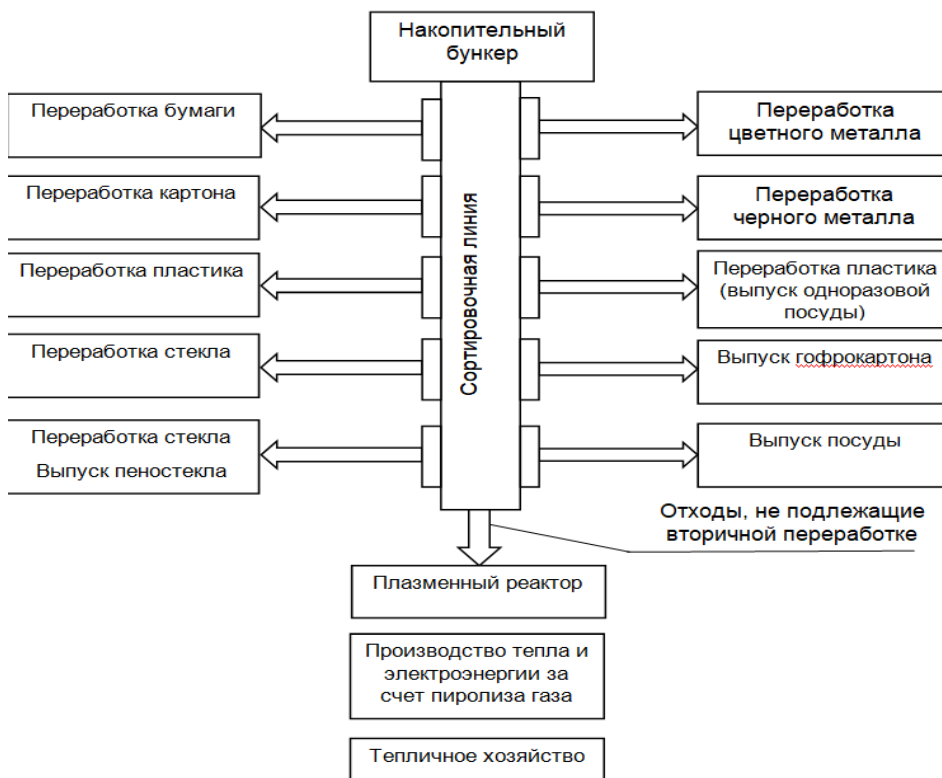 Накопительный
бункер
Переработка бумаги
Переработка
цветного металла
Переработка картона
Переработка
черного металла
Переработка пластика
Переработка пластика
(выпуск одноразовой
посуды)
Переработка стекла
Выпуск гофрокартона
Переработка стекла
Выпуск пеностекла
Выпуск посуды
Сортировочная линия
Отходы, не подлежащие
вторичной переработке
Плазменный реактор
Производство тепла и
электроэнергии за
счет пиролиза газа
Тепличное хозяйство